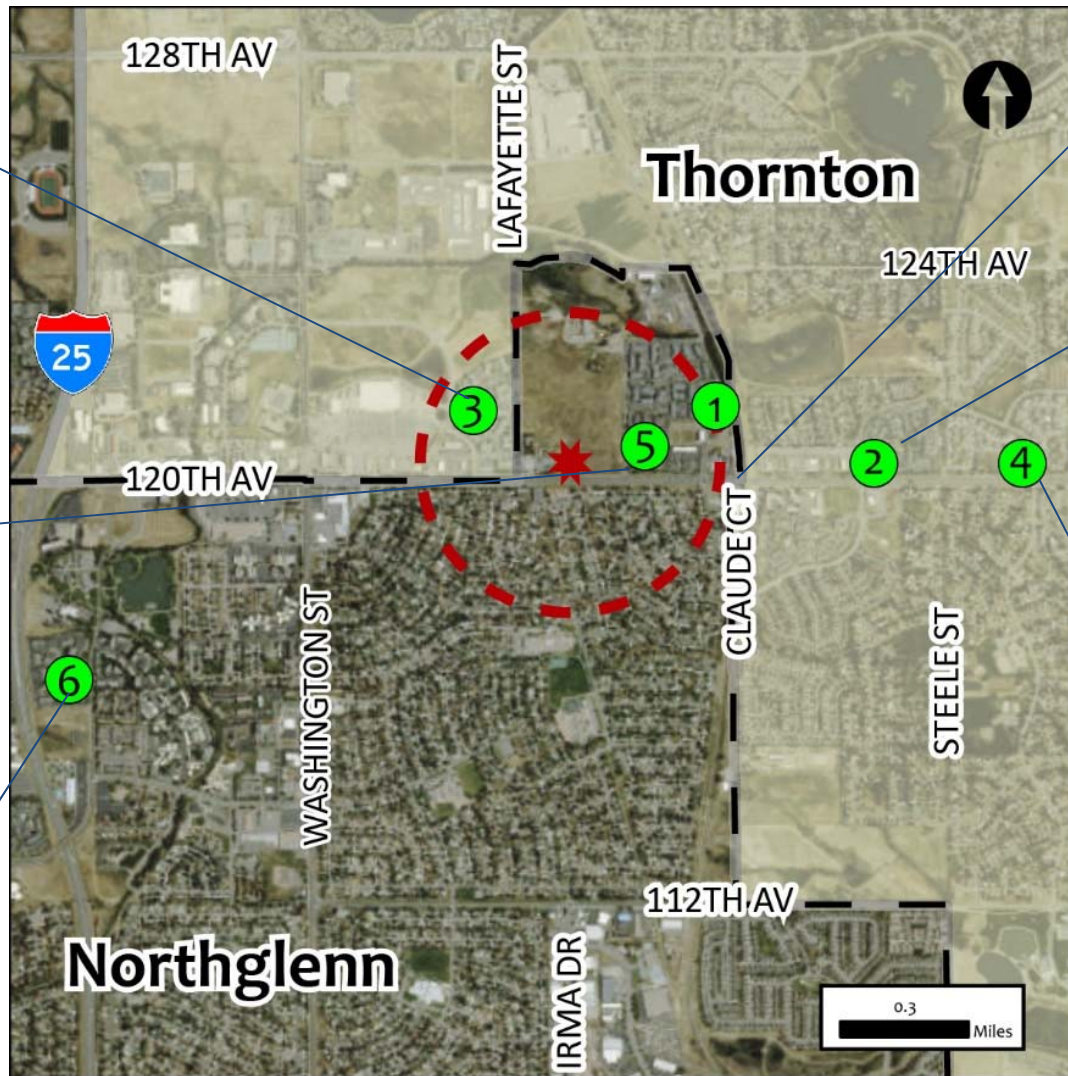 128TH AV
LAFAYETTE ST
Thornton
124TH AV
25
3
1
5
2
4
120TH AV
CLAUDE CT
6
WASHINGTON ST
STEELE ST
112TH AV
Northglenn
IRMA DR
0.3
Miles